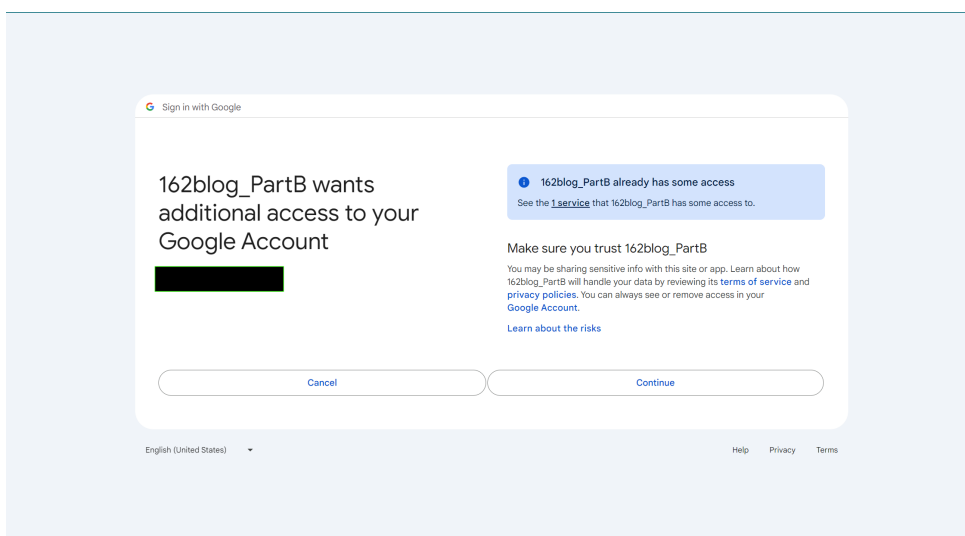 Sign in with Google
162blog_PartB wants
additional access to your
Google Account
162blog_PartB already has some access
See the 1 service that 162blog_PartB has some access to.
Make sure you trust 162blog_PartB
You may be sharing sensitive info with this site or app. Learn about how
162blog_PartB will handle your data by reviewing its terms of service and
privacy policies. You can always see or remove access in your
Google Account.
Learn about the risks
Cancel
Continue
English (United States)
Help Privacy Terms